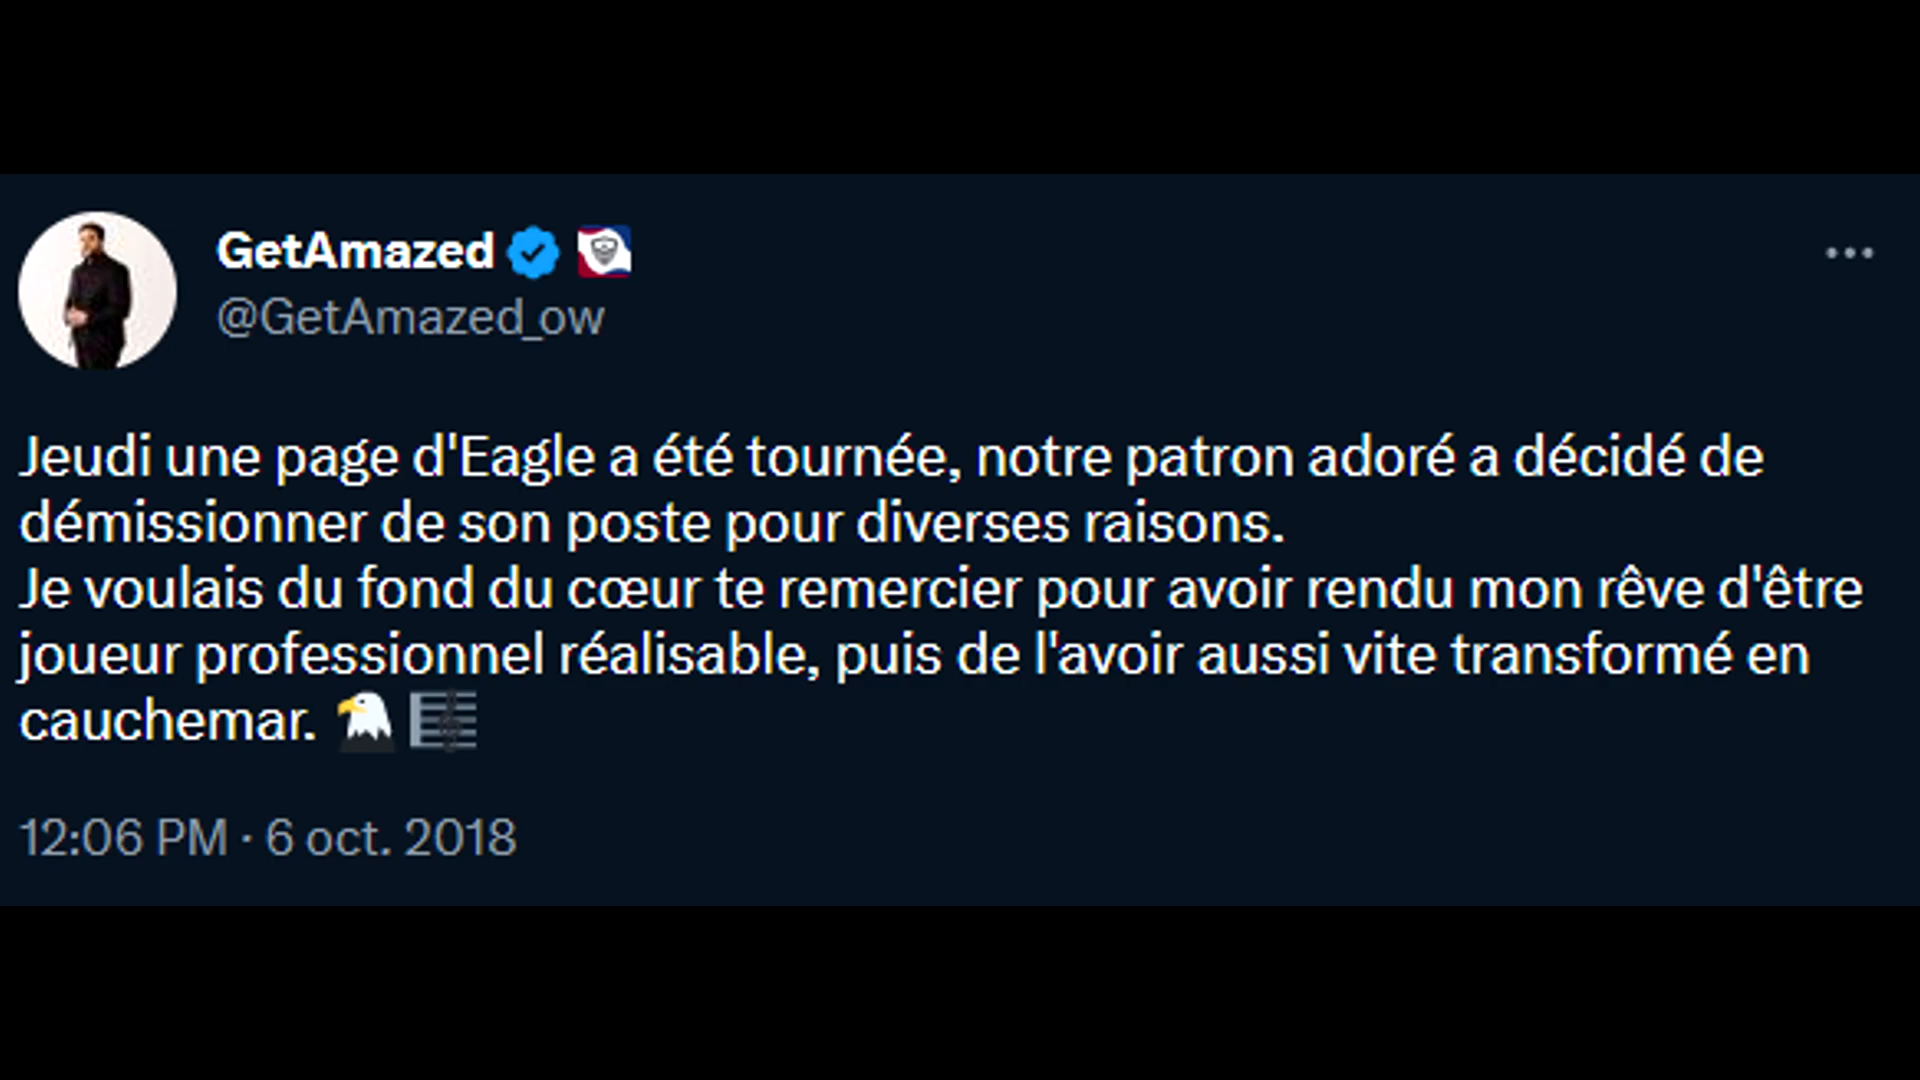 GetAmazed
@GetAmazed_ow
Jeudi une page d'Eagle a été tournée, notre patron adoré a décidé de
démissionner de son poste pour diverses raisons.
Je voulais du fond du cœur te remercier pour avoir rendu mon rêve d'être
joueur professionnel réalisable, puis de l'avoir aussi vite transformé en
cauchemar. 🦅 🎼
12:06 PM · 6 oct. 2018